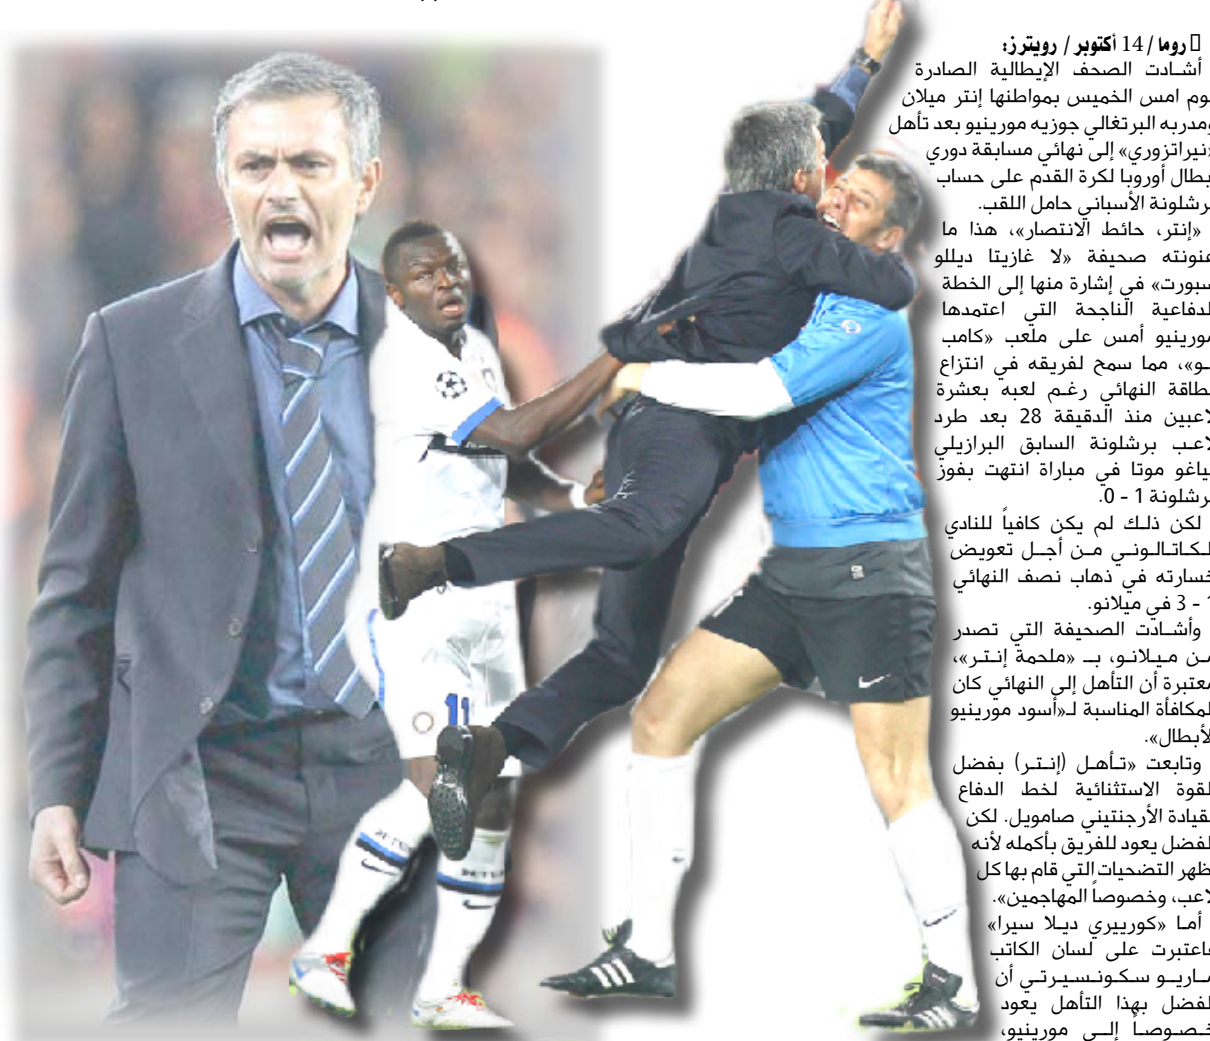 روما / 14 أكتوبر / رويترز:
أشادت الصحف الإيطالية الصادرة
يوم امس الخميس بمواطنها إنتر ميلان
ومدربه البرتغالي جوزيه مورينيو بعد تأهل
«نيراتزوري» إلى نهائي مسابقة دوري
أبطال أوروبا لكرة القدم على حساب
برشلونة الأسباني حامل اللقب.
«إنتر، حائط الانتصار»، هذا ما
عنونته صحيفة «لا غازيتا ديللو
سبورت» في إشارة منها إلى الخطة
الدفاعية الناجحة التي اعتمدها
مورينيو أمس على ملعب «كامب
نو»، مما سمح لفريقه في انتزاع
بطاقة النهائي رغم لعبه بعشرة
لاعبين منذ الدقيقة 28 بعد طرد
لاعب برشلونة السابق البرازيلي
تياغو موتا في مباراة انتهت بفوز
برشلونة 1 - 0.
لكن ذلك لم يكن كافياً للنادي
الكاتالوني من أجل تعويض
خسارته في ذهاب نصف النهائي
1 - 3 في ميلانو.
وأشادت الصحيفة التي تصدر
من ميلانو، بـ «ملحمة إنتر»،
معتبرة أن التأهل إلى النهائي كان
المكافأة المناسبة لـ«أسود مورينيو
الأبطال».
وتابعت «تأهل (إنتر) بفضل
القوة الاستثنائية لخط الدفاع
بقيادة الأرجنتيني صامويل. لكن
الفضل يعود للفريق بأكمله لأنه
أظهر التضحيات التي قام بها كل
لاعب، وخصوصاً المهاجمين».
أما «كورييري ديلا سيرا»
فاعتبرت على لسان الكاتب
ماريو سكونسيرتي أن
الفضل بهذا التأهل يعود
خصوصاً إلى مورينيو،
11